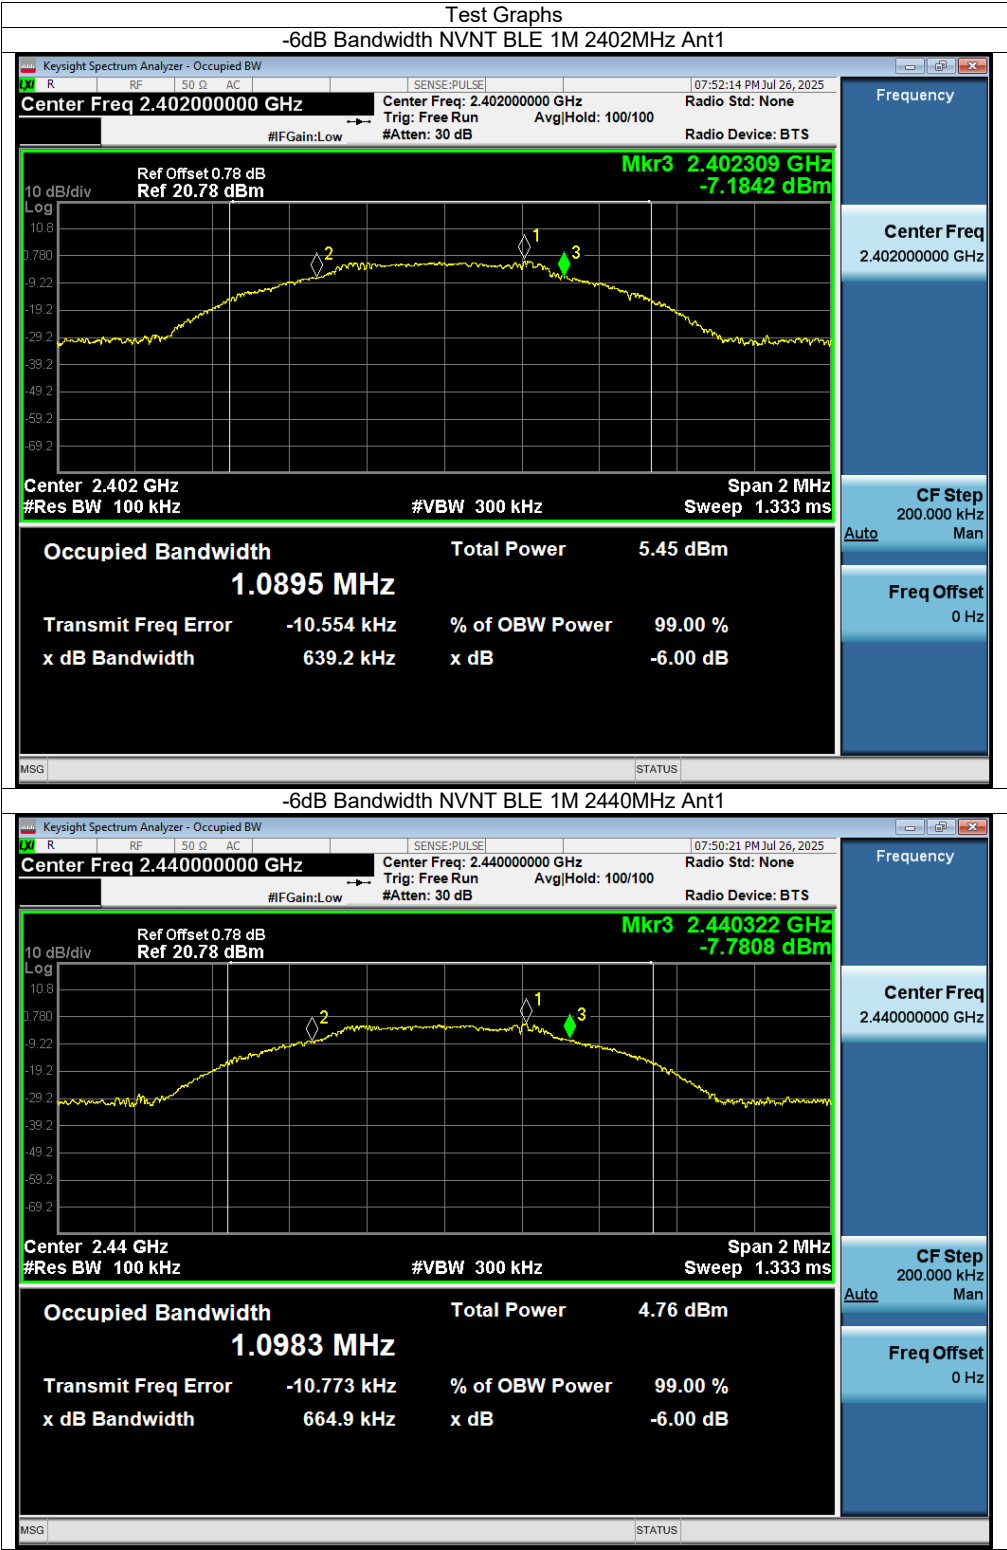 Test Graphs
-6dB Bandwidth NVNT BLE 1M 2402MHz Ant1
Keysight Spectrum Analyzer - Occupied BW
LXI R RF 50 Ω AC SENSE:PULSE 07:52:14 PM Jul 26, 2025
Center Freq 2.402000000 GHz
Center Freq: 2.402000000 GHz
Radio Std: None
Trig: Free Run Avg|Hold: 100/100
#IFGain:Low #Atten: 30 dB Radio Device: BTS
Frequency
Mkr3 2.402309 GHz
-7.1842 dBm
Ref Offset 0.78 dB
10 dB/div Ref 20.78 dBm
Log
10.8
0.780
-9.22
-19.2
-29.2
-39.2
-49.2
-59.2
-69.2
1
2
3
Center 2.402 GHz Span 2 MHz
#Res BW 100 kHz #VBW 300 kHz Sweep 1.333 ms
Center Freq
2.402000000 GHz
CF Step
200.000 kHz
Auto Man
Freq Offset
0 Hz
Occupied Bandwidth Total Power 5.45 dBm
1.0895 MHz
Transmit Freq Error -10.554 kHz % of OBW Power 99.00 %
x dB Bandwidth 639.2 kHz x dB -6.00 dB
MSG STATUS
-6dB Bandwidth NVNT BLE 1M 2440MHz Ant1
Keysight Spectrum Analyzer - Occupied BW
LXI R RF 50 Ω AC SENSE:PULSE 07:50:21 PM Jul 26, 2025
Center Freq 2.440000000 GHz
Center Freq: 2.440000000 GHz
Radio Std: None
Trig: Free Run Avg|Hold: 100/100
#IFGain:Low #Atten: 30 dB Radio Device: BTS
Frequency
Mkr3 2.440322 GHz
-7.7808 dBm
Ref Offset 0.78 dB
10 dB/div Ref 20.78 dBm
Log
10.8
0.780
-9.22
-19.2
-29.2
-39.2
-49.2
-59.2
-69.2
1
2
3
Center 2.44 GHz Span 2 MHz
#Res BW 100 kHz #VBW 300 kHz Sweep 1.333 ms
Center Freq
2.440000000 GHz
CF Step
200.000 kHz
Auto Man
Freq Offset
0 Hz
Occupied Bandwidth Total Power 4.76 dBm
1.0983 MHz
Transmit Freq Error -10.773 kHz % of OBW Power 99.00 %
x dB Bandwidth 664.9 kHz x dB -6.00 dB
MSG STATUS